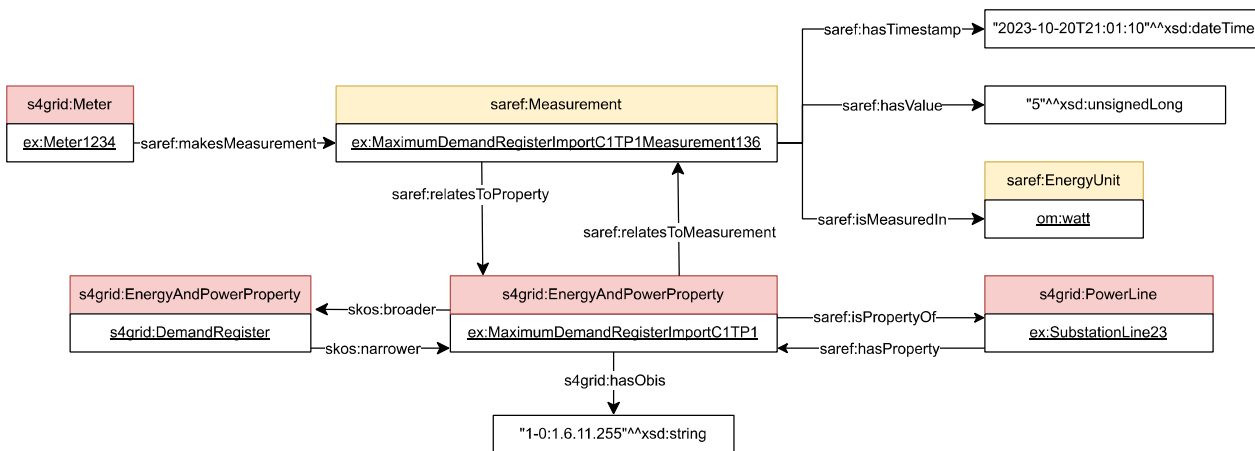 saref:hasTimestamp
"2023-10-20T21:01:10"^^xsd:dateTime
s4grid:Meter
saref:Measurement
saref:hasValue
"5"^^xsd:unsignedLong
ex:Meter1234
saref:makesMeasurement
ex:MaximumDemandRegisterImportC1TP1Measurement136
saref:EnergyUnit
saref:relatesToProperty
saref:isMeasuredIn
om:watt
saref:relatesToMeasurement
s4grid:EnergyAndPowerProperty
s4grid:EnergyAndPowerProperty
s4grid:PowerLine
skos:broader
saref:isPropertyOf
s4grid:DemandRegister
ex:MaximumDemandRegisterImportC1TP1
ex:SubstationLine23
skos:narrower
saref:hasProperty
s4grid:hasObis
"1-0:1.6.11.255"^^xsd:string